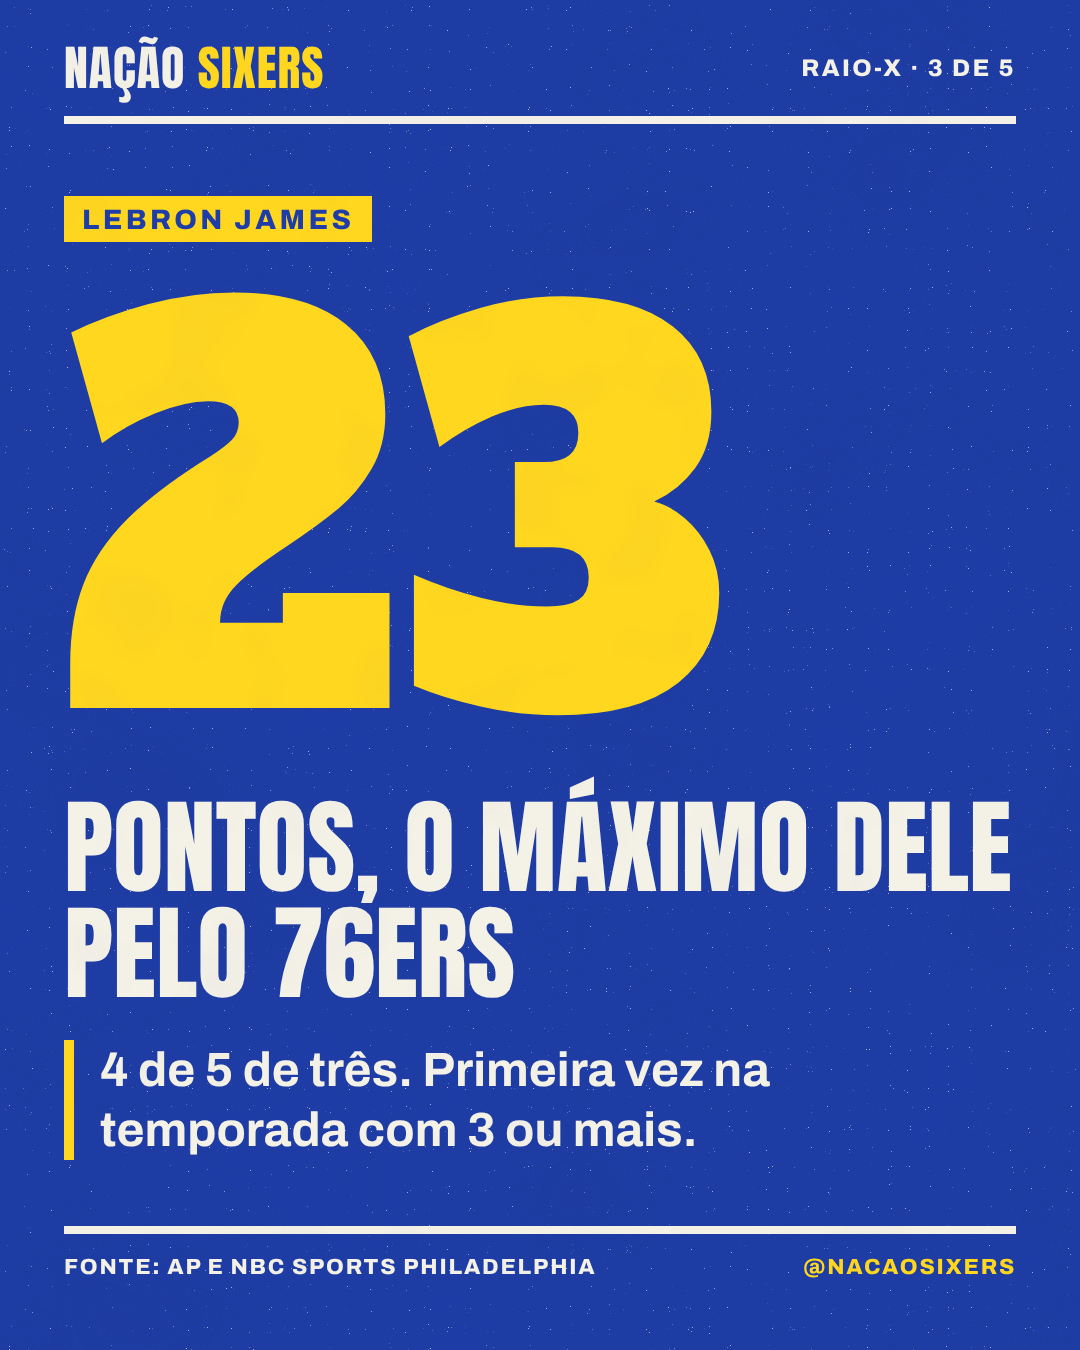 NAÇÃO SIXERS
RAIO-X · 3 DE 5
LEBRON JAMES
23
PONTOS, O MÁXIMO DELE
PELO 76ERS
4 de 5 de três. Primeira vez na
temporada com 3 ou mais.
FONTE: AP E NBC SPORTS PHILADELPHIA
@NACAOSIXERS